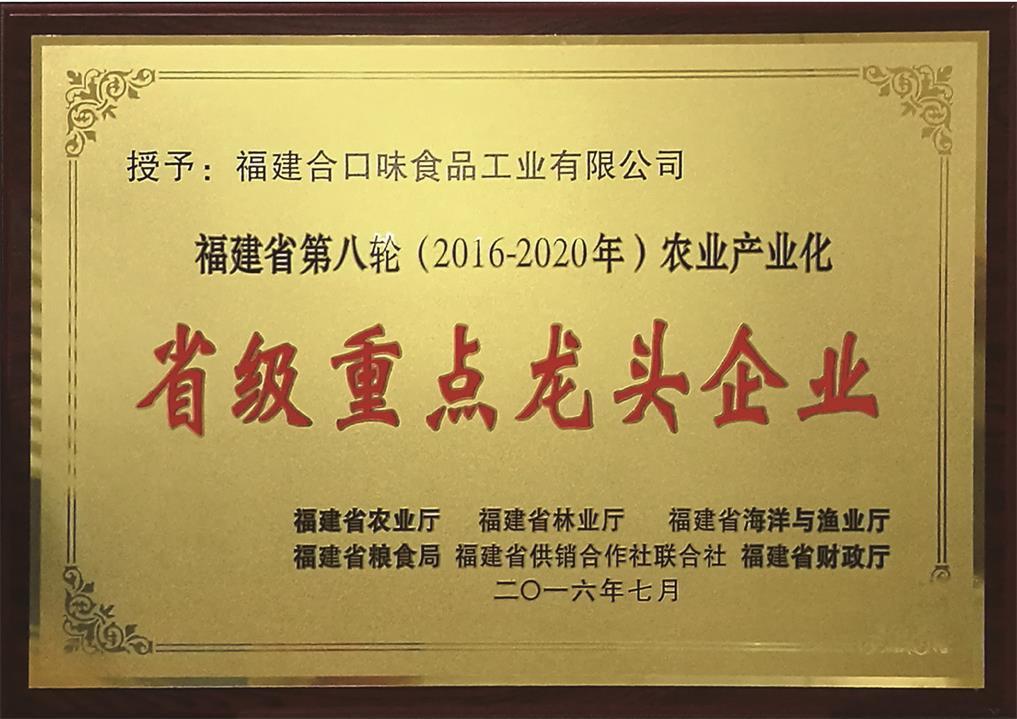 授予：福建合口味食品工业有限公司
福建省第八轮（2016-2020年）农业产业化
省级重点龙头企业
福建省农业厅 福建省林业厅 福建省海洋与渔业厅
福建省粮食局 福建省供销合作社联合社 福建省财政厅
二〇一六年七月